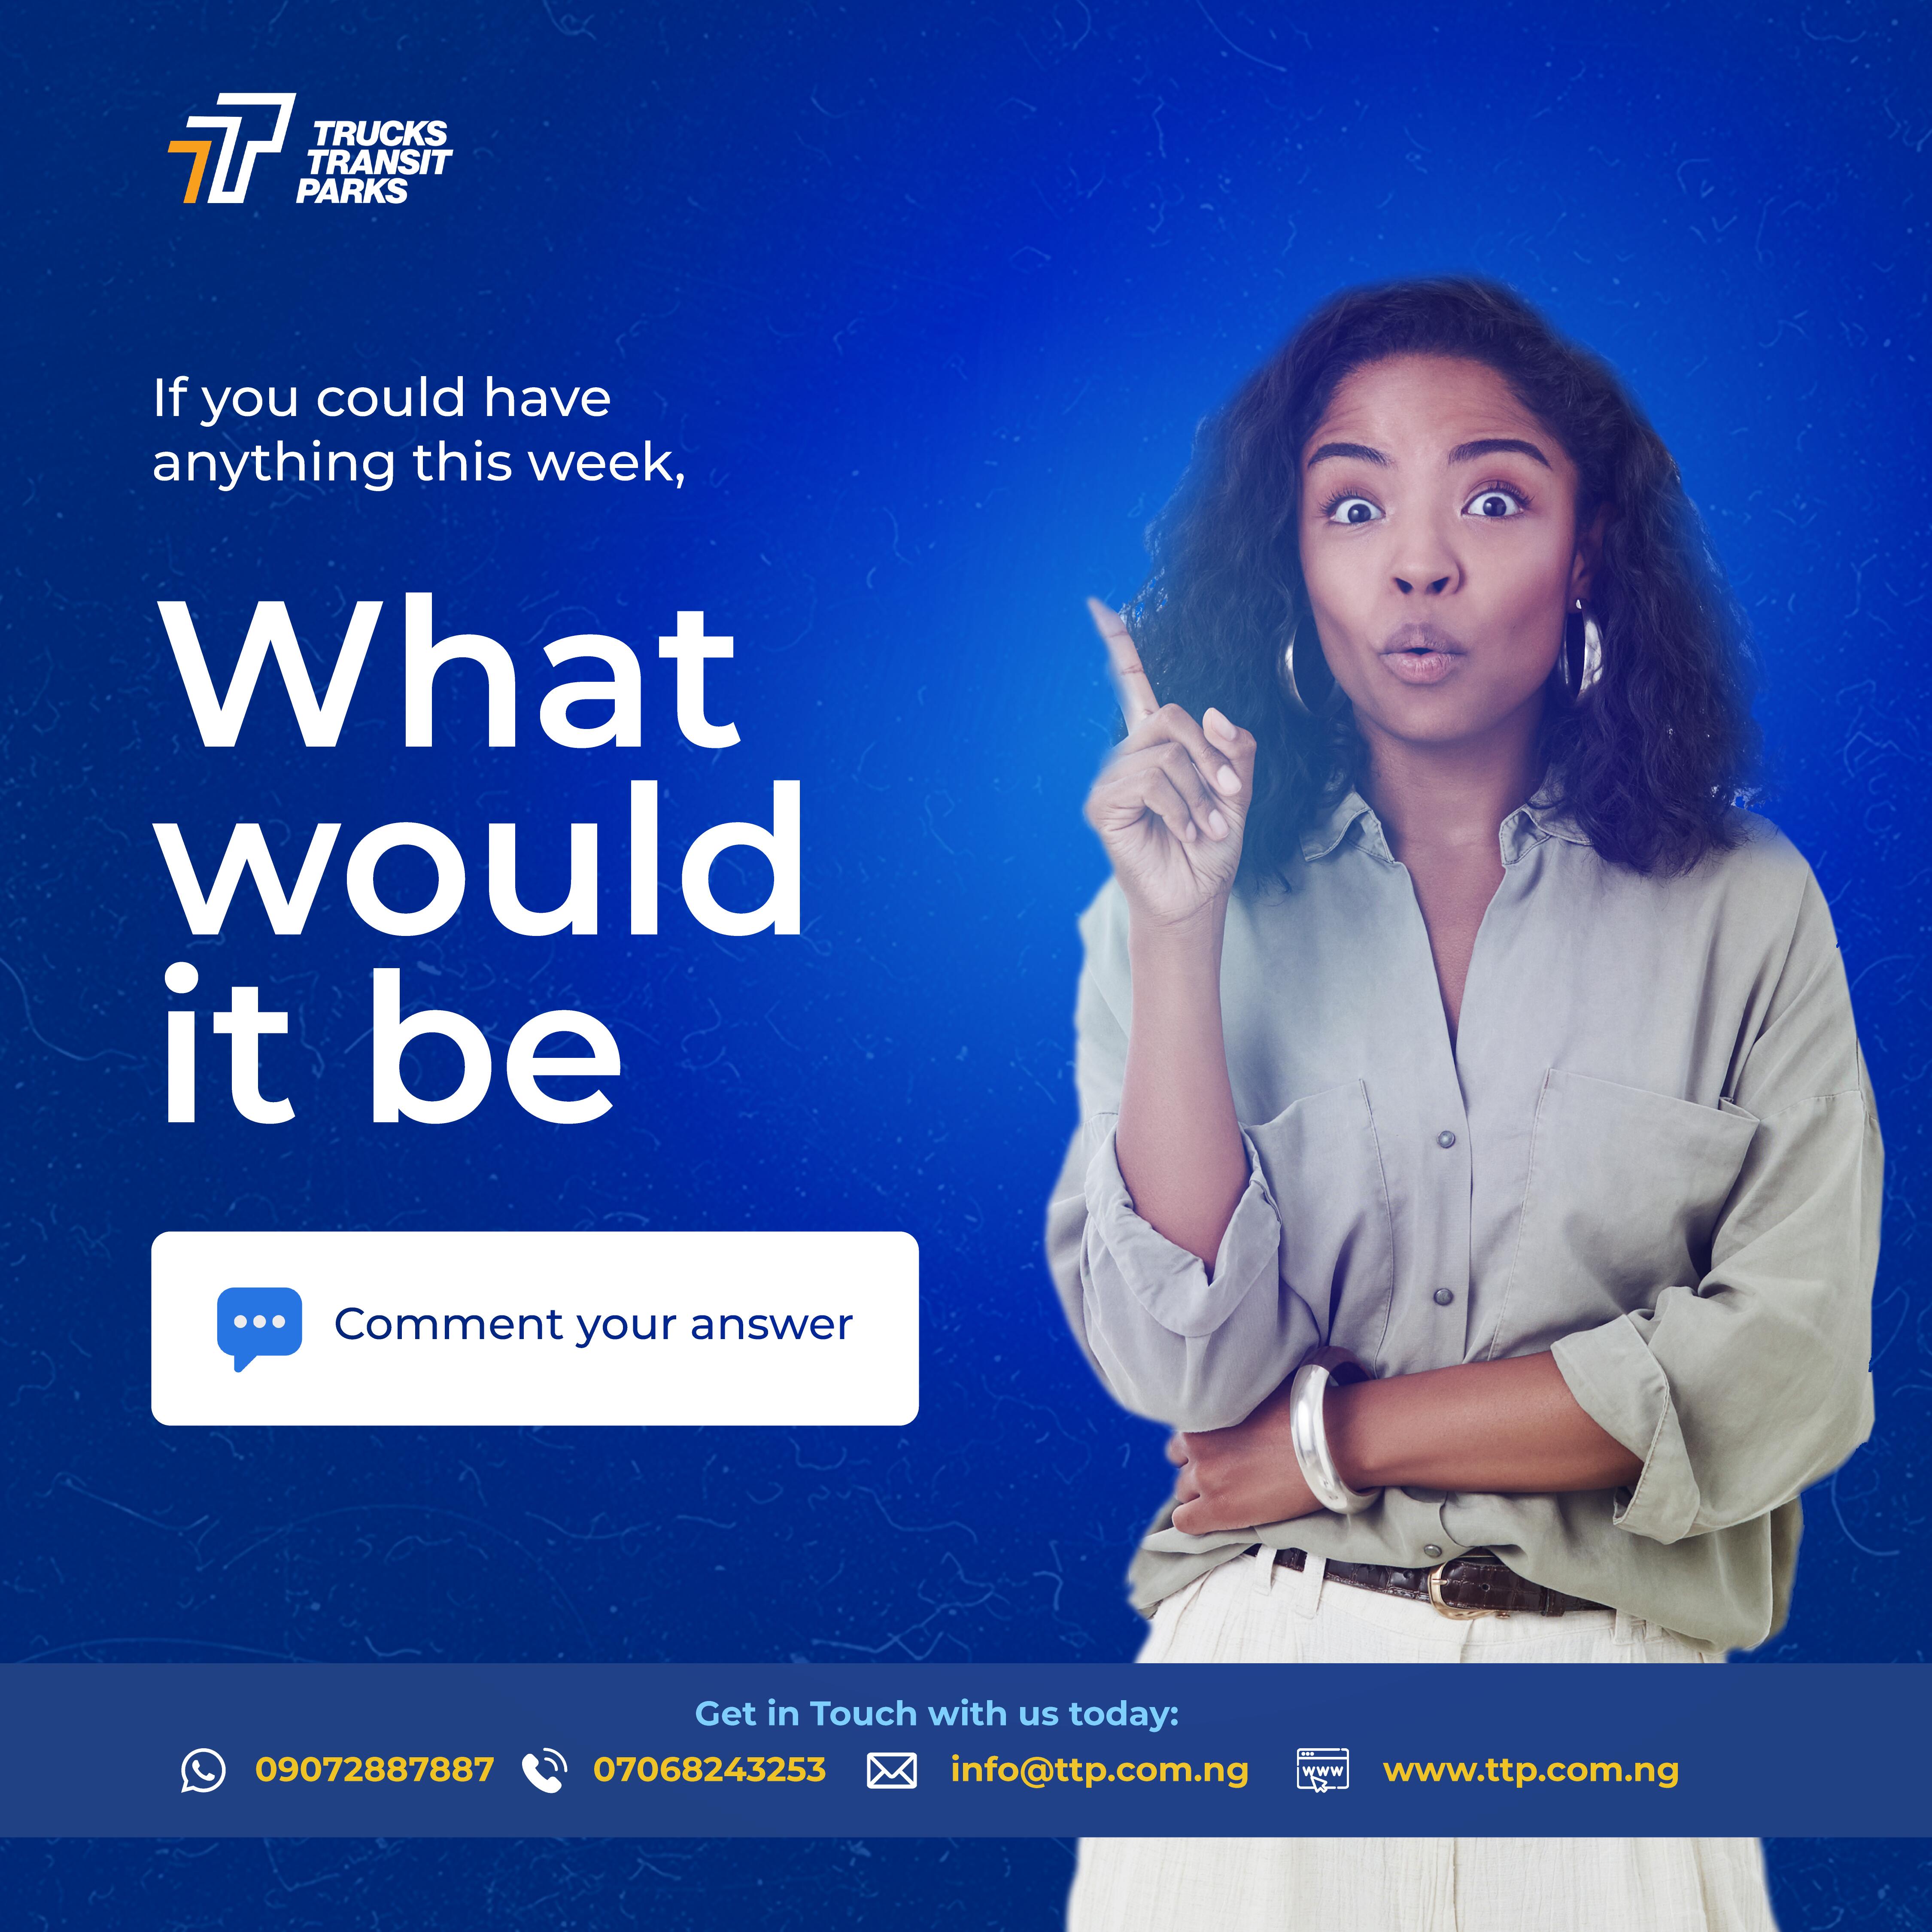 TRUCKS
TRANSIT
PARKS
If you could have
anything this week,
What
would
it be
Comment your answer
Get in Touch with us today:
09072887887 07068243253 info@ttp.com.ng www www.ttp.com.ng